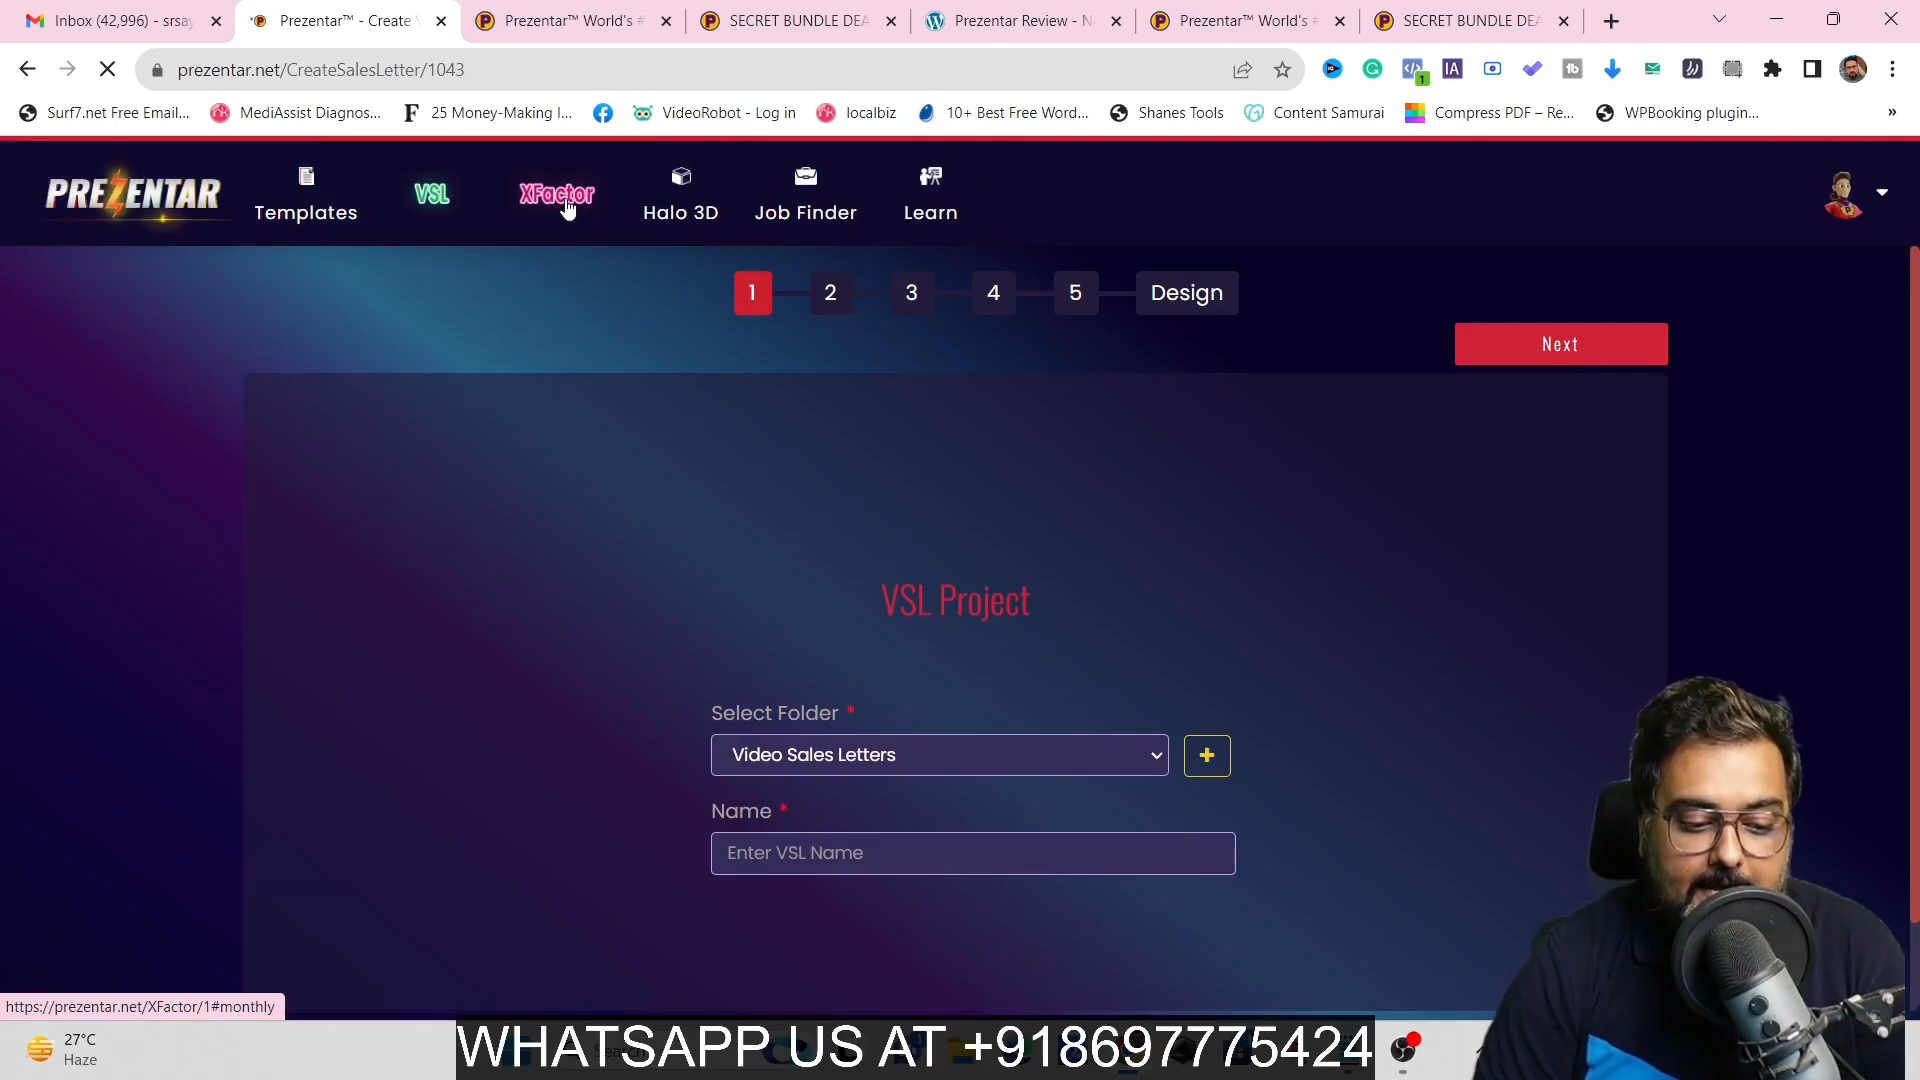 Inbox (42,996) - srsay
Prezentar™ - Create V
Prezentar™ World's #
SECRET BUNDLE DEA
Prezentar Review - N
Prezentar™ World's #
SECRET BUNDLE DEA
prezentar.net/CreateSalesLetter/1043
Surf7.net Free Email...
MediAssist Diagnos...
25 Money-Making I...
VideoRobot - Log in
localbiz
10+ Best Free Word...
Shanes Tools
Content Samurai
Compress PDF – Re...
WPBooking plugin...
»
PREZENTAR
Templates
VSL
XFactor
Halo 3D
Job Finder
Learn
1
2
3
4
5
Design
Next
VSL Project
Select Folder *
Video Sales Letters
+
Name *
Enter VSL Name
https://prezentar.net/XFactor/1#monthly
27°C
Haze
WHATSAPP US AT +918697775424